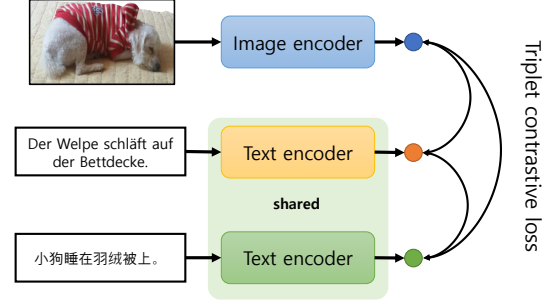 Image encoder
Der Welpe schläft auf
der Bettdecke.
Text encoder
shared
小狗睡在羽绒被上。
Text encoder
Triplet contrastive loss